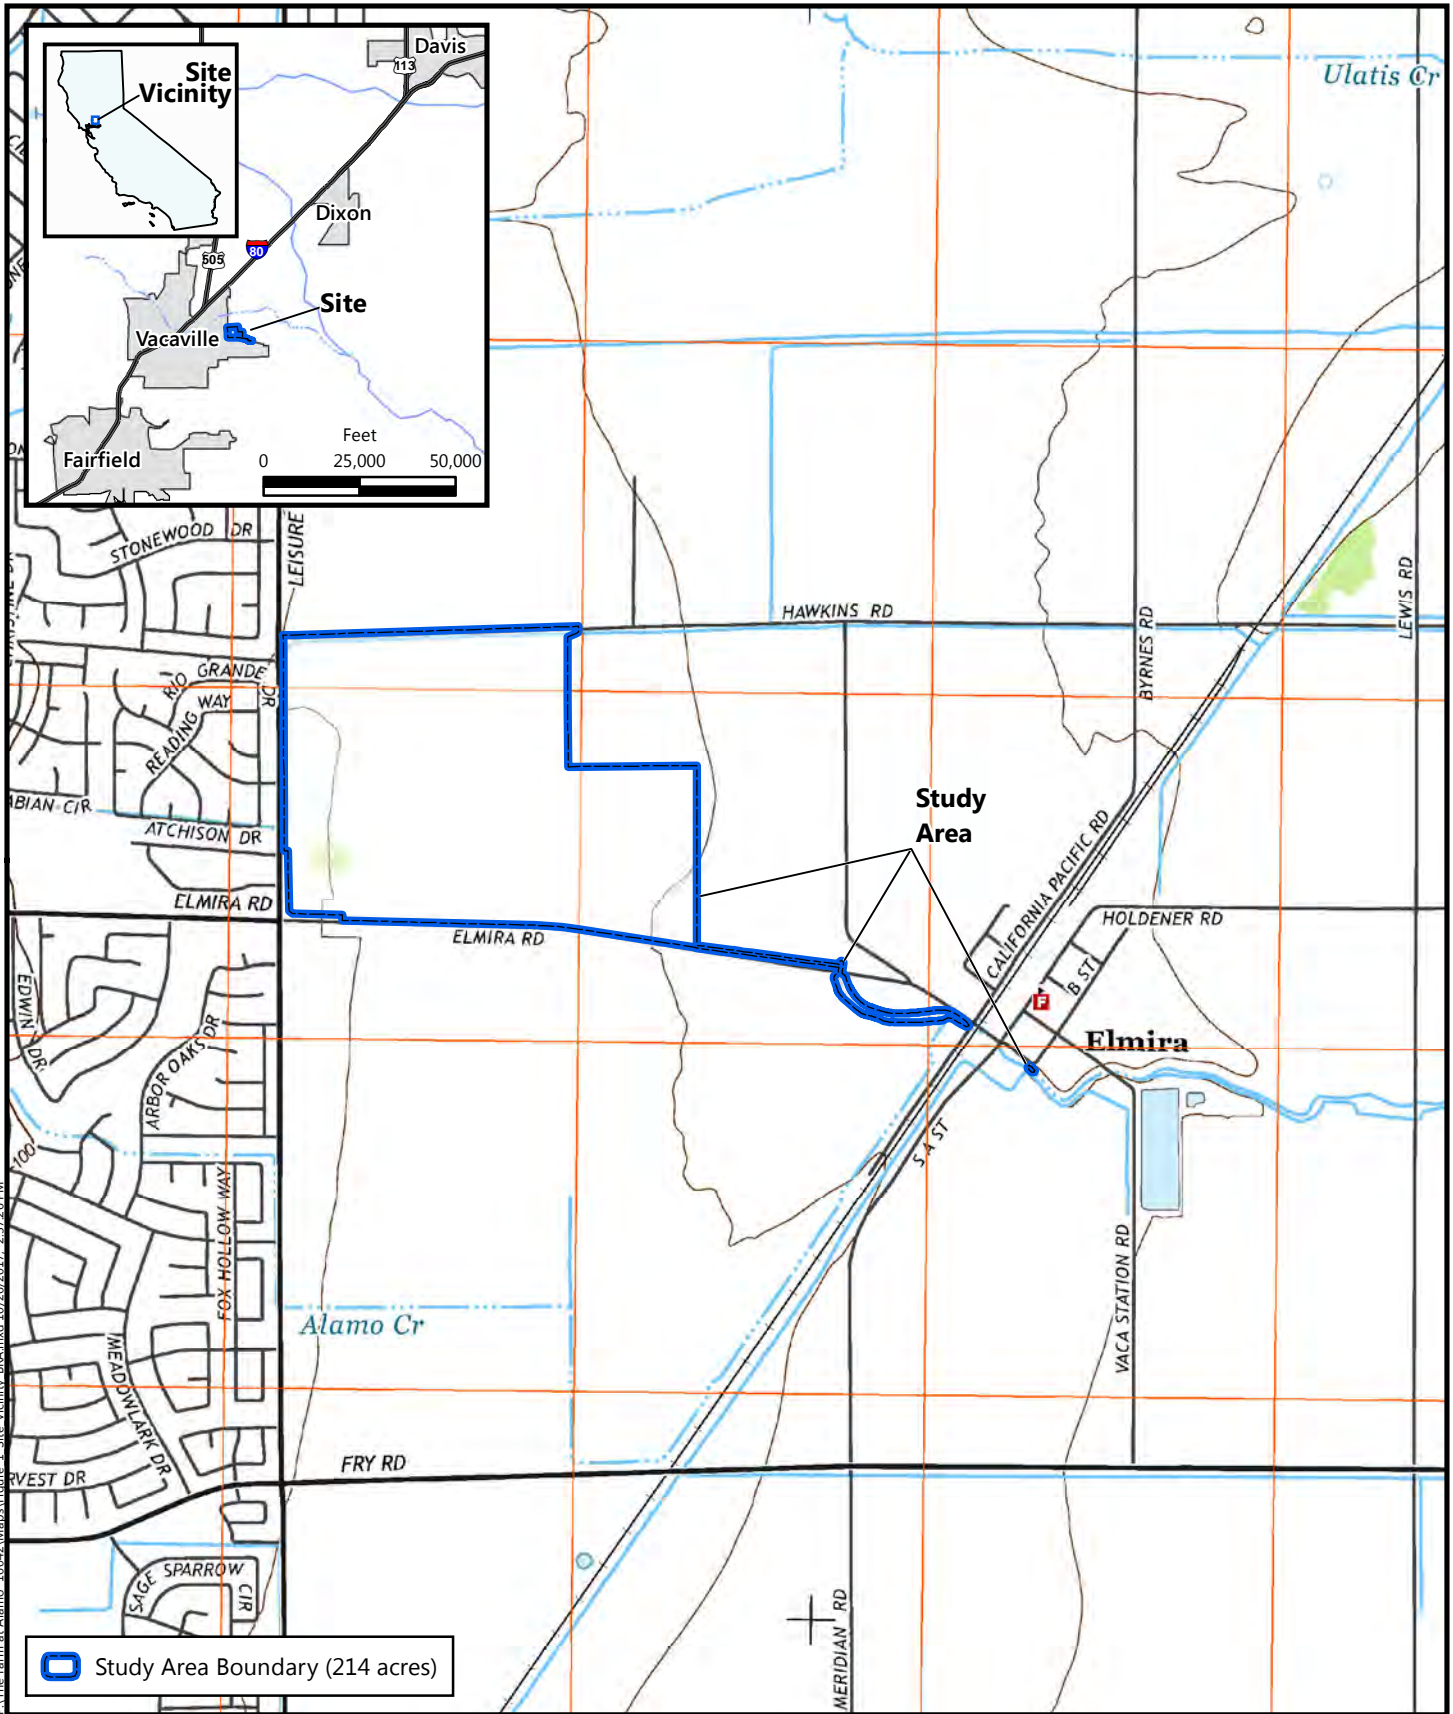 Davis
113
Site
Vicinity
Dixon
80
505
Site
Vacaville
Fairfield
Feet
0 25,000 50,000
Ulatis Cr
STONEWOOD DR
LEISURE
HAWKINS RD
BYRNES RD
LEWIS RD
RIO GRANDE DR
READING WAY
ABIAN CIR
ATCHISON DR
ELMIRA RD
ELMIRA RD
Study
Area
CALIFORNIA PACIFIC RD
HOLDENER RD
B ST
F
Elmira
EDWIN DR
ARBOR OAKS DR
100
S A ST
FOX HOLLOW WAY
VACA STATION RD
Alamo Cr
MEADOWLARK DR
RVEST DR
FRY RD
SAGE SPARROW CIR
MERIDIAN RD
Study Area Boundary (214 acres)